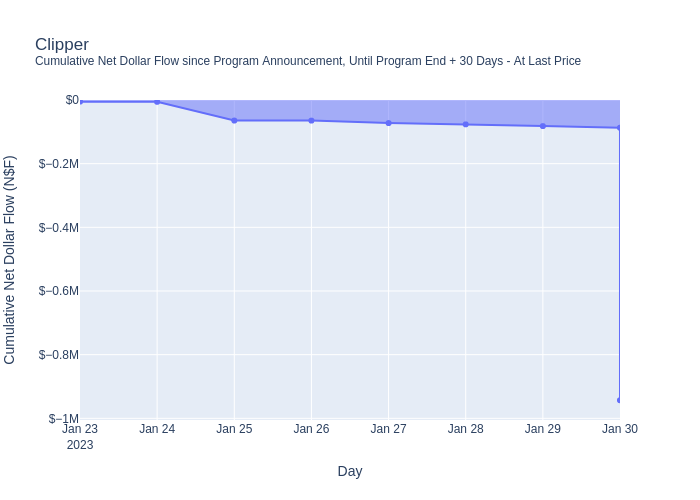 Clipper
Cumulative Net Dollar Flow since Program Announcement, Until Program End + 30 Days - At Last Price
Cumulative Net Dollar Flow (N$F)
$0
$−0.2M
$−0.4M
$−0.6M
$−0.8M
$−1M
Jan 23
2023
Jan 24
Jan 25
Jan 26
Jan 27
Jan 28
Jan 29
Jan 30
Day